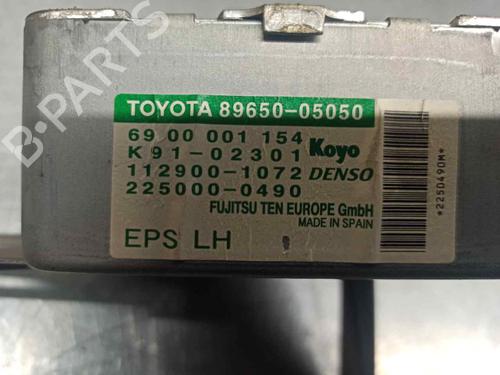 TOYOTA 89650-05050
69 00 001 154 Koyo
K91-02301
112900-1072 DENSO
225000-0490
FUJITSU TEN EUROPE GmbH
MADE IN SPAIN
EPS LH
*2250490M*
B-PARTS